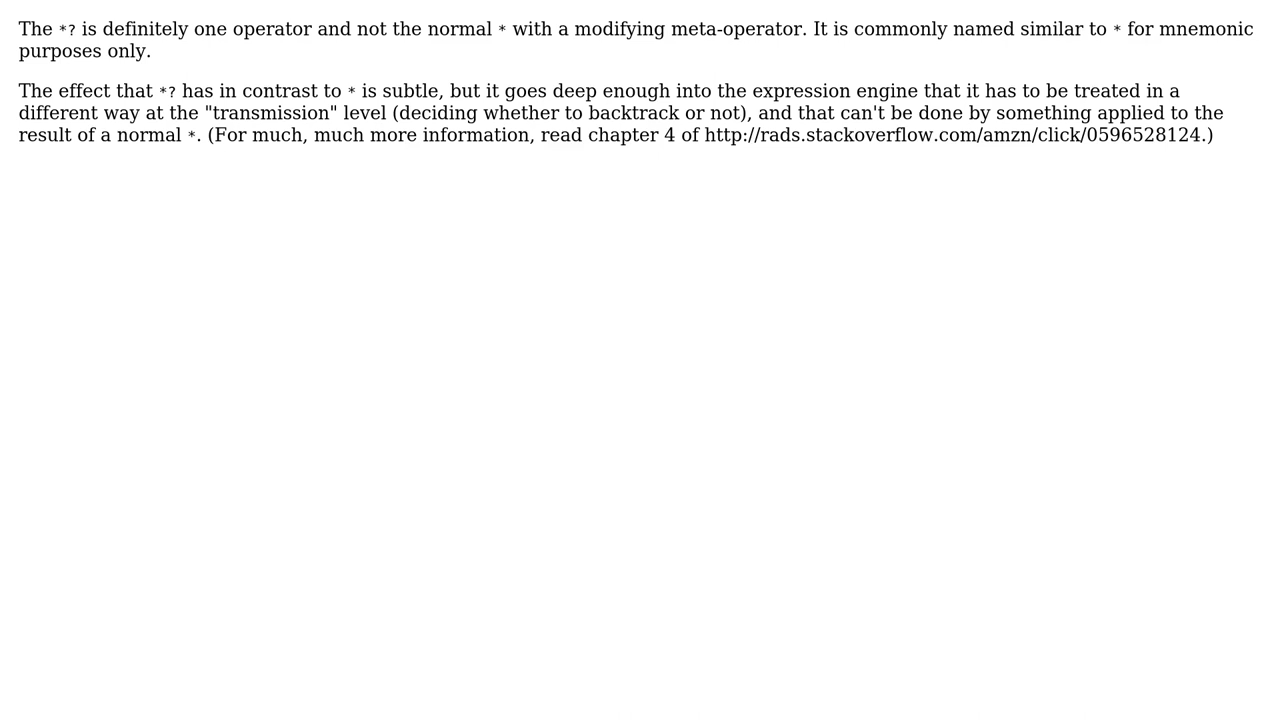 The *? is definitely one operator and not the normal * with a modifying meta-operator. It is commonly named similar to * for mnemonic
purposes only.
The effect that *? has in contrast to * is subtle, but it goes deep enough into the expression engine that it has to be treated in a
different way at the "transmission" level (deciding whether to backtrack or not), and that can't be done by something applied to the
result of a normal *. (For much, much more information, read chapter 4 of http://rads.stackoverflow.com/amzn/click/0596528124.)